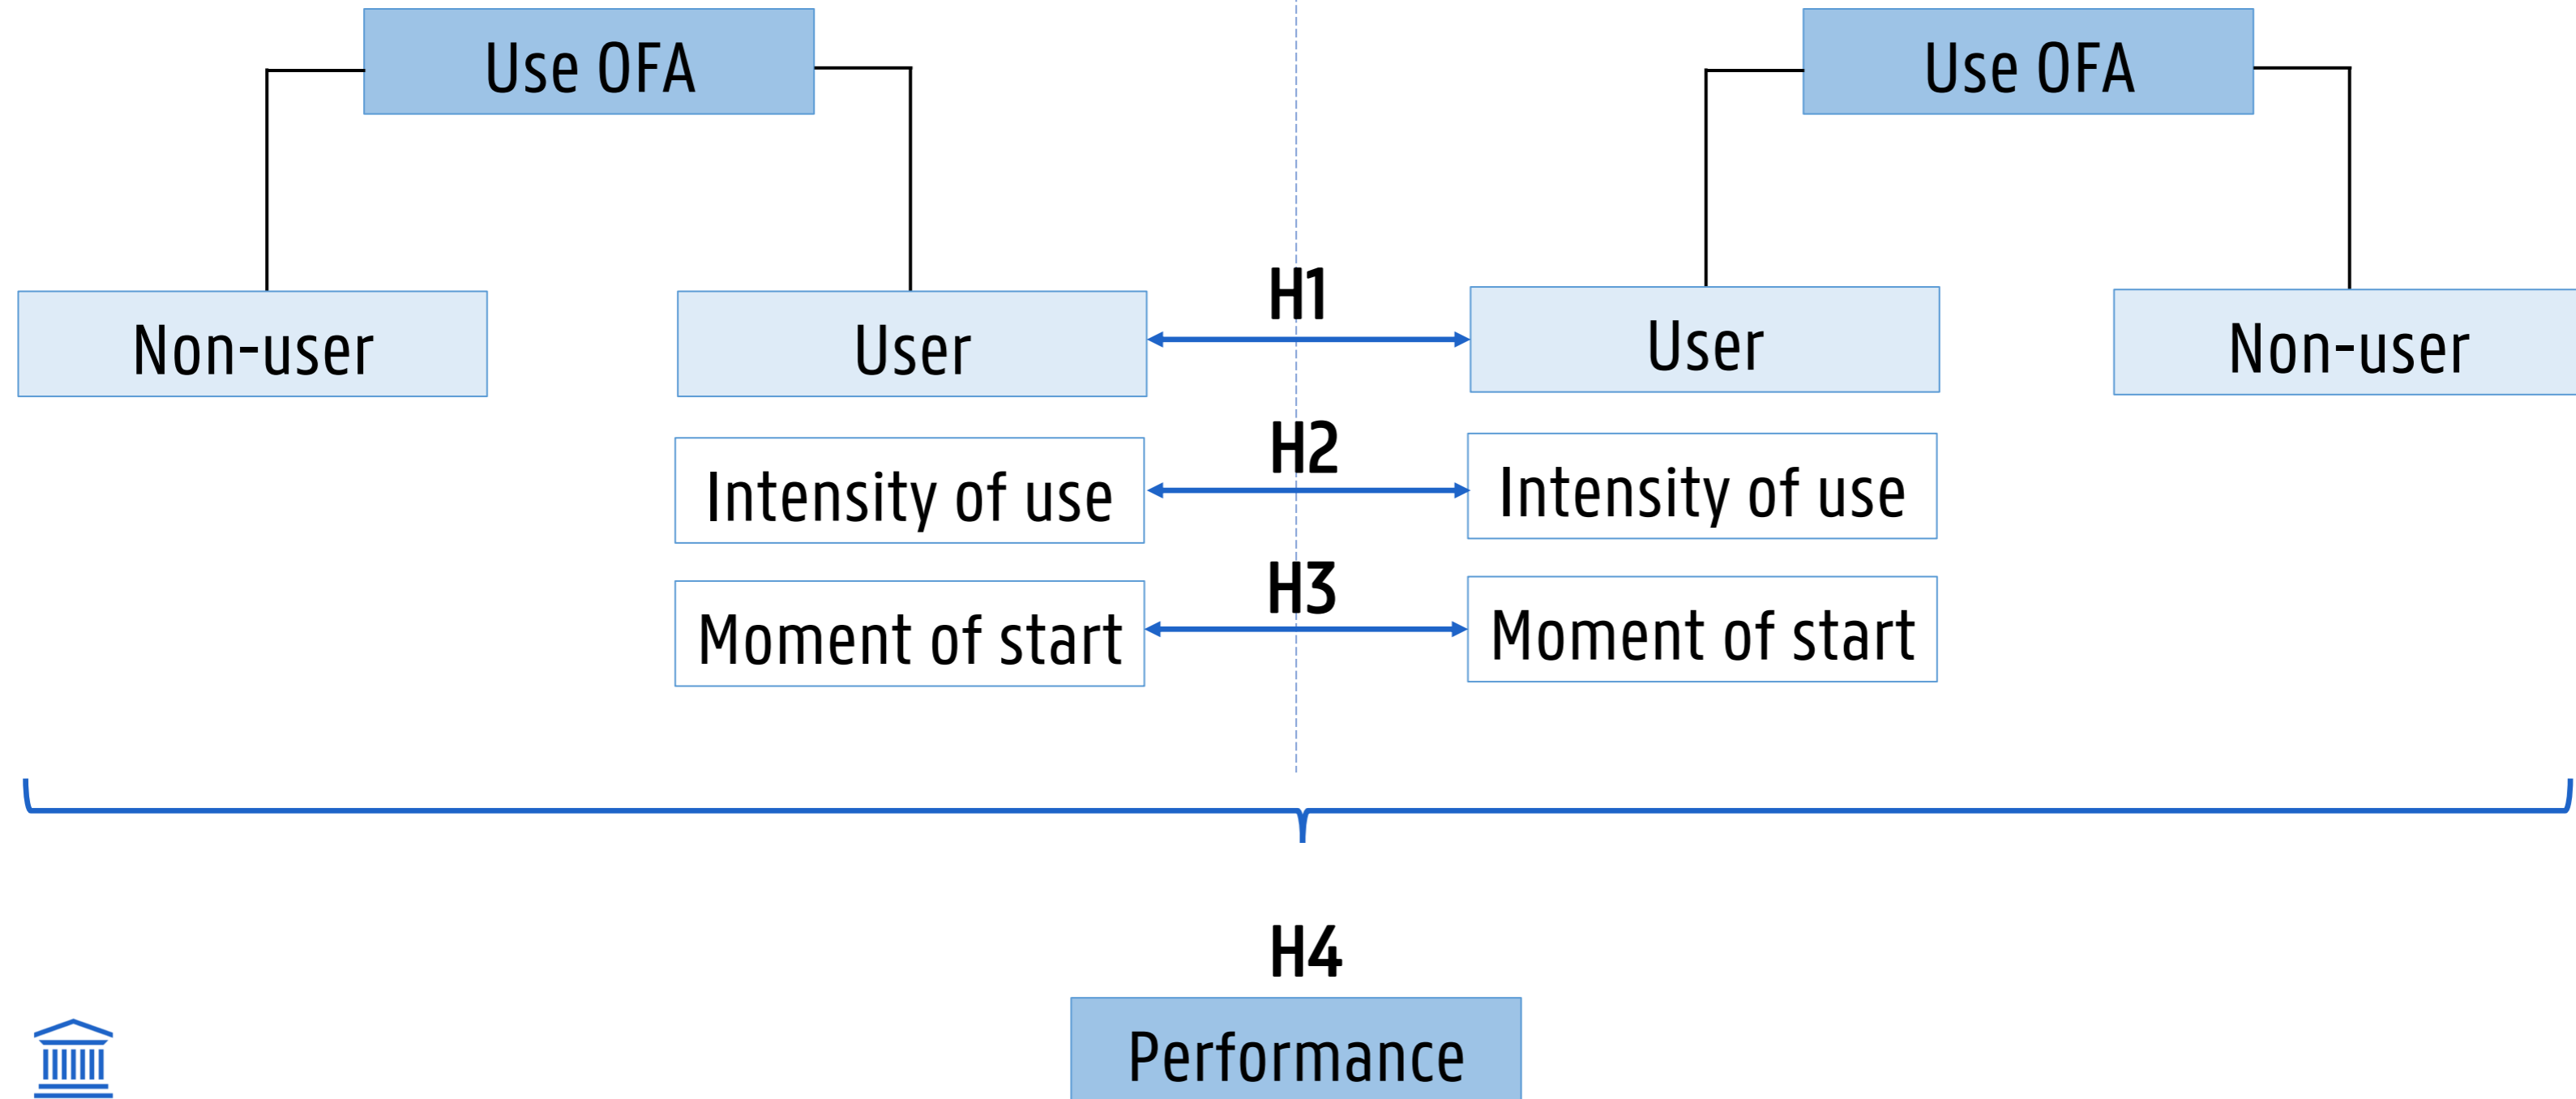 Use OFA
Use OFA
H1
Non-user
User
User
Non-user
H2
Intensity of use
Intensity of use
H3
Moment of start
Moment of start
H4
Performance